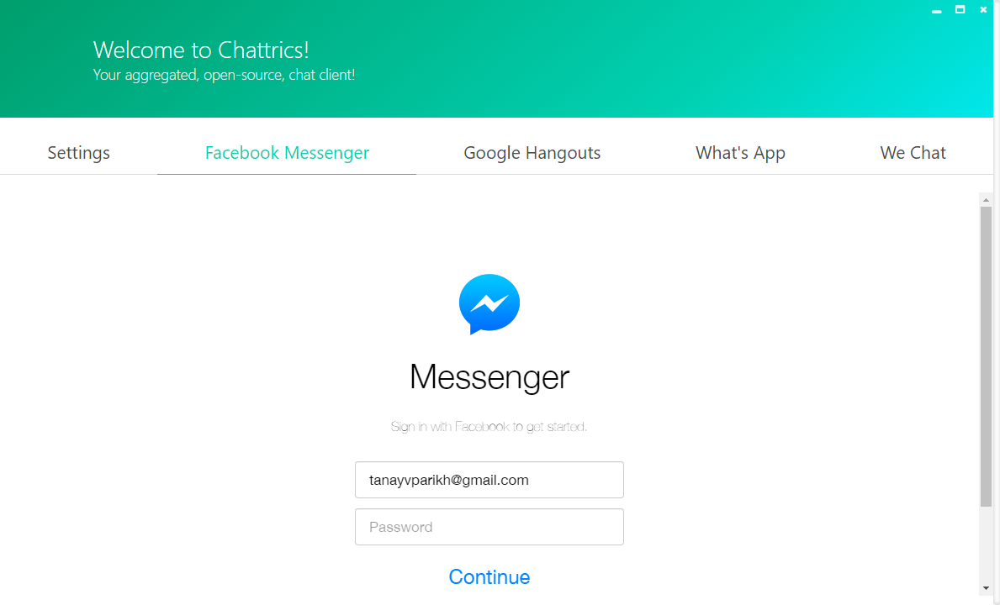 Welcome to Chattrics!
Your aggregated, open-source, chat client!
Settings
Facebook Messenger
Google Hangouts
What's App
We Chat
Messenger
Sign in with Facebook to get started.
tanayvparikh@gmail.com
Password
Continue